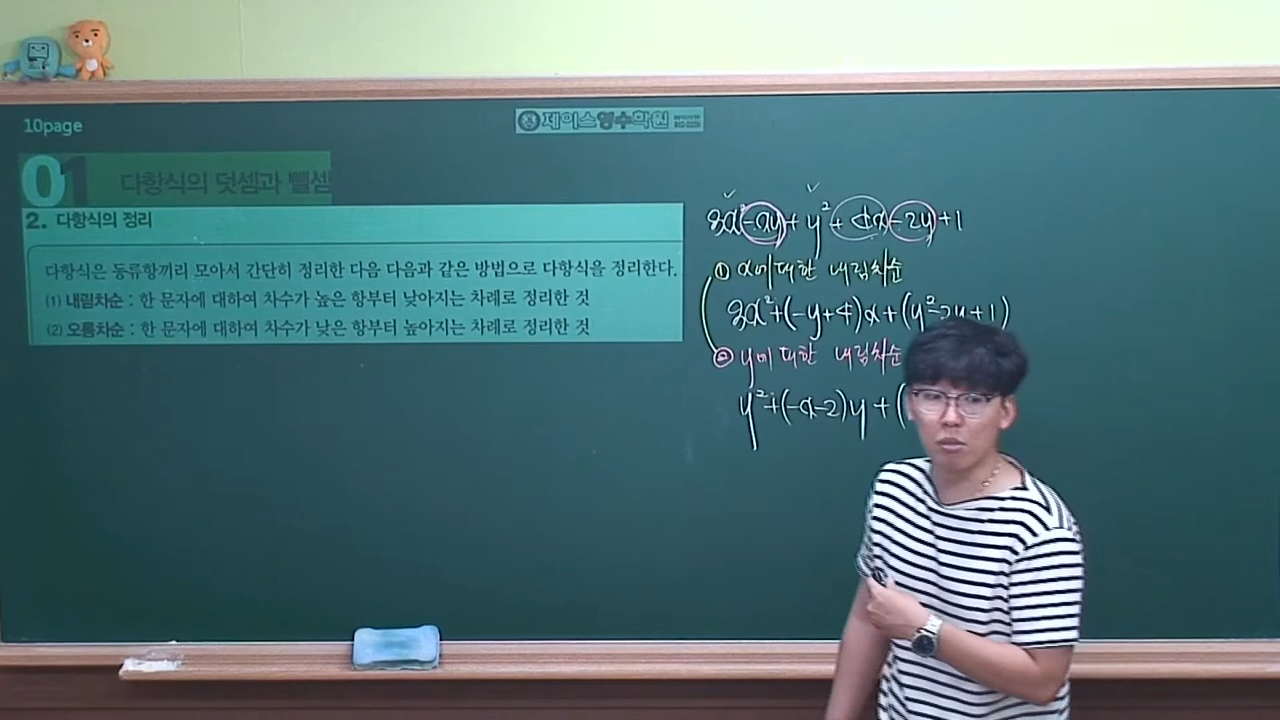 10page
제이스영수학원
01 다항식의 덧셈과 뺄셈
2. 다항식의 정리
다항식은 동류항끼리 모아서 간단히 정리한 다음 다음과 같은 방법으로 다항식을 정리한다.
(1) 내림차순 : 한 문자에 대하여 차수가 높은 항부터 낮아지는 차례로 정리한 것
(2) 오름차순 : 한 문자에 대하여 차수가 낮은 항부터 높아지는 차례로 정리한 것
3x²-xy+y²+4x-2y+1
① x에 대한 내림차순
3x²+(-y+4)x+(y²-2y+1)
② y에 대한 내림차순
y²+(-x-2)y+(